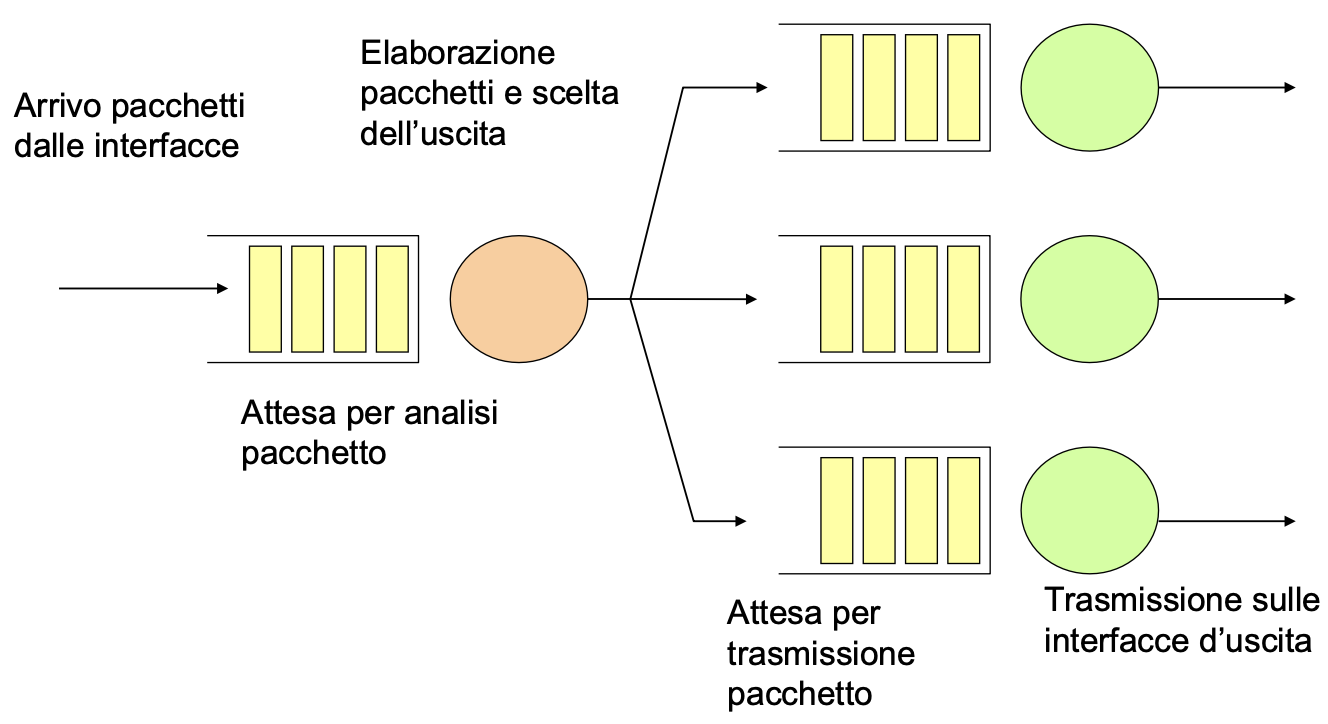 Arrivo pacchetti
dalle interfacce
Elaborazione
pacchetti e scelta
dell’uscita
Attesa per analisi
pacchetto
Attesa per
trasmissione
pacchetto
Trasmissione sulle
interfacce d’uscita